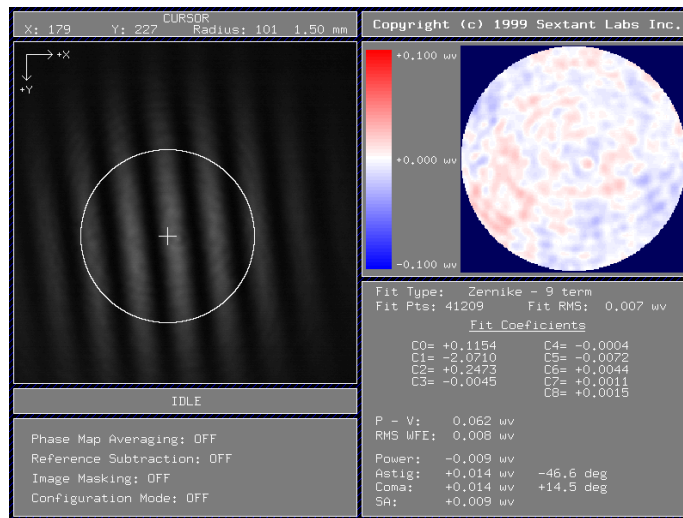 CURSOR
X: 179 Y: 227 Radius: 101 1.50 mm
Copyright (c) 1999 Sextant Labs Inc.
+X
+Y
+0.100 wv
+0.000 wv
-0.100 wv
IDLE
Phase Map Averaging: OFF
Reference Subtraction: OFF
Image Masking: OFF
Configuration Mode: OFF
Fit Type: Zernike - 9 term
Fit Pts: 41209 Fit RMS: 0.007 wv
Fit Coeficients
C0= +0.1154 C4= -0.0004
C1= -2.0710 C5= -0.0072
C2= +0.2473 C6= +0.0044
C3= -0.0045 C7= +0.0011
C8= +0.0015
P - V: 0.062 wv
RMS WFE: 0.008 wv
Power: -0.009 wv
Astig: +0.014 wv -46.6 deg
Coma: +0.014 wv +14.5 deg
SA: +0.009 wv